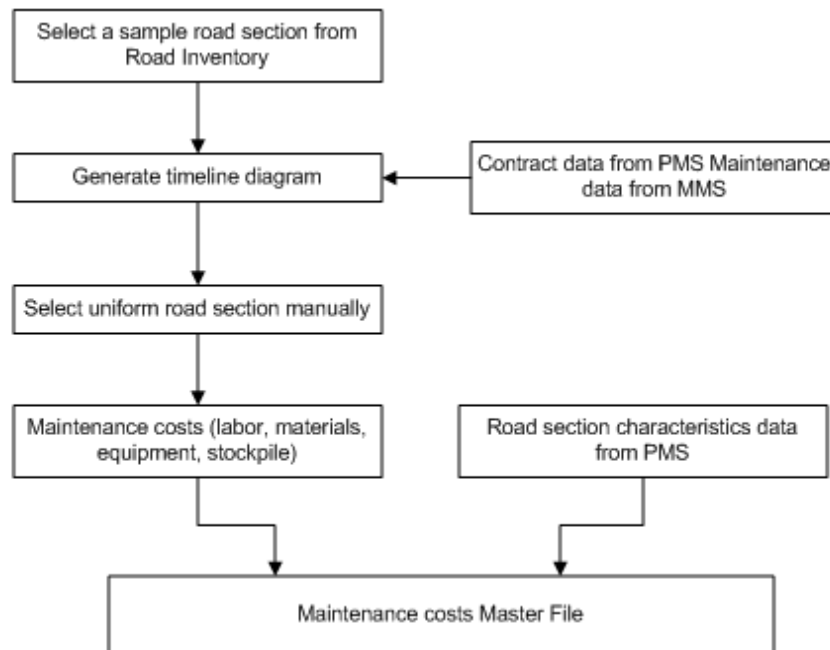 Select a sample road section from
Road Inventory
Generate timeline diagram
Contract data from PMS Maintenance
data from MMS
Select uniform road section manually
Maintenance costs (labor, materials,
equipment, stockpile)
Road section characteristics data
from PMS
Maintenance costs Master File